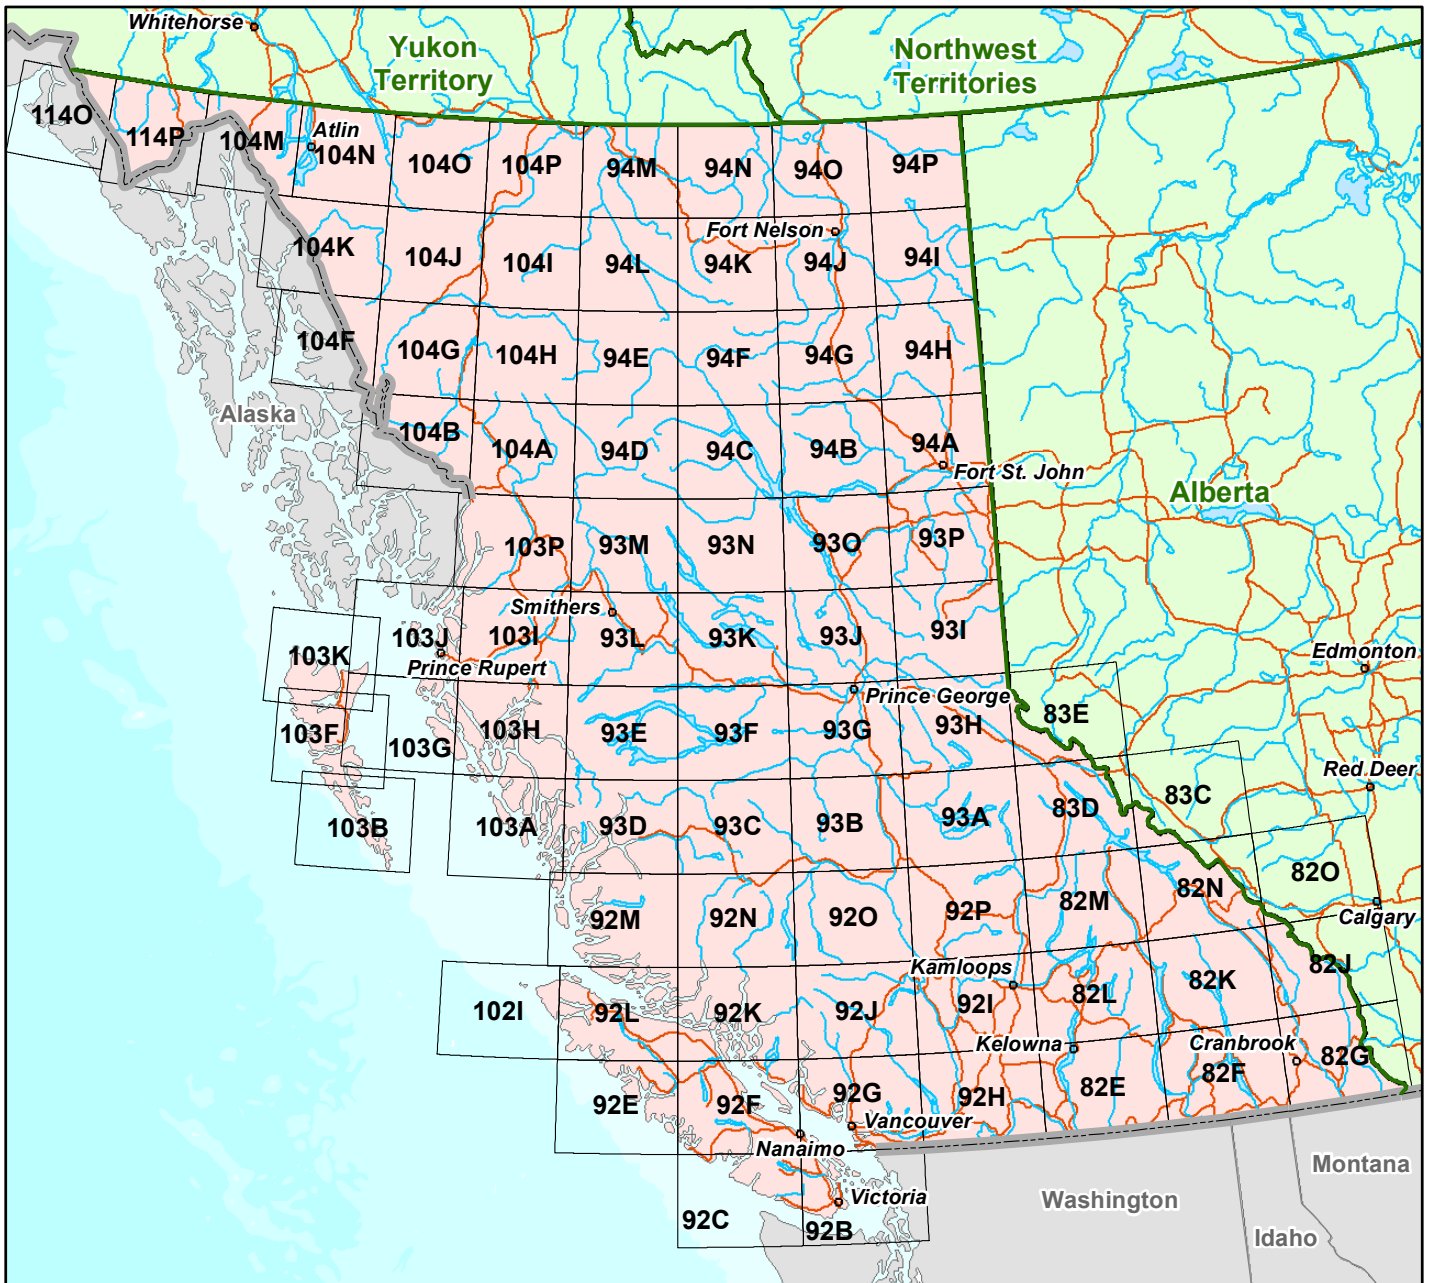 Whitehorse
Yukon
Territory
Northwest
Territories
114O
114P
104M
Atlin
104N
104O
104P
94M
94N
94O
94P
104K
104J
104I
94L
94K
Fort Nelson
94J
94I
104F
104G
104H
94E
94F
94G
94H
Alaska
104B
104A
94D
94C
94B
94A
Fort St. John
Alberta
103P
93M
93N
93O
93P
Smithers
103K
103J
Prince Rupert
103I
93L
93K
93J
93I
Edmonton
Prince George
103F
103G
103H
93E
93F
93G
93H
83E
Red Deer
103B
103A
93D
93C
93B
93A
83D
83C
92M
92N
92O
92P
82M
82N
82O
Calgary
Kamloops
102I
92L
92K
92J
92I
82L
82K
82J
Kelowna
Cranbrook
92E
92F
92G
92H
82E
82F
82G
Vancouver
Nanaimo
Victoria
92C
92B
Washington
Montana
Idaho